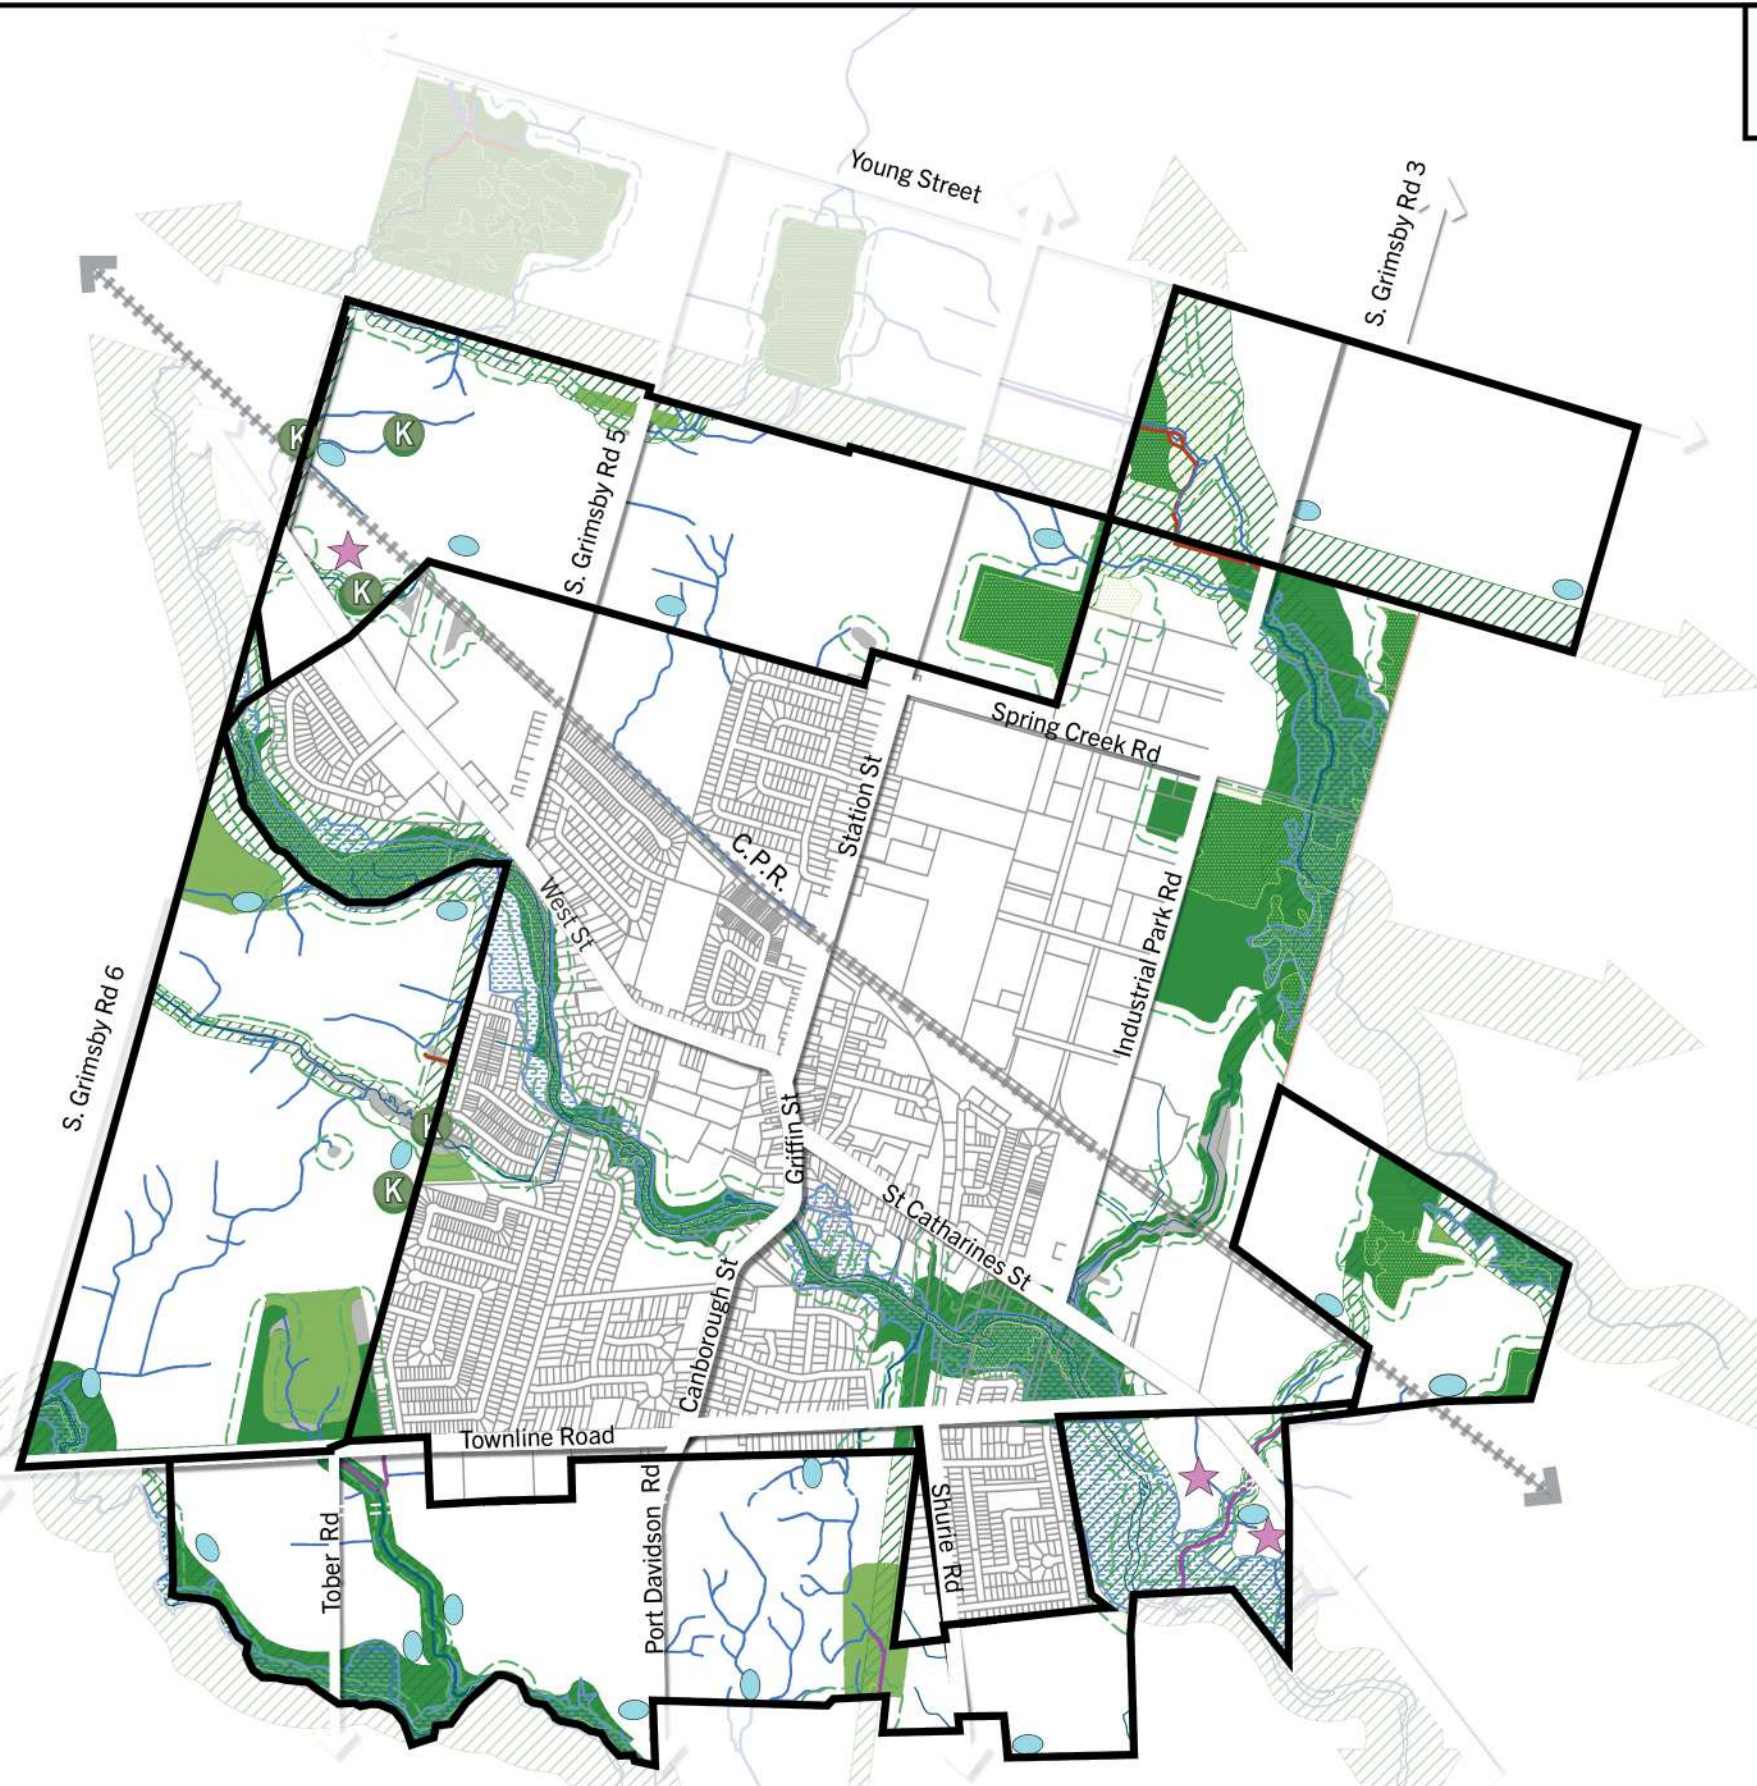 Young Street
S. Grimsby Rd 3
K
K
S. Grimsby Rd 5
K
Spring Creek Rd
Station St
C.P.R.
West St
Industrial Park Rd
S. Grimsby Rd 6
Griffin St
K
K
St Catharines St
Canborough St
Townline Road
Tober Rd
Port Davidson Rd
Shurie Rd